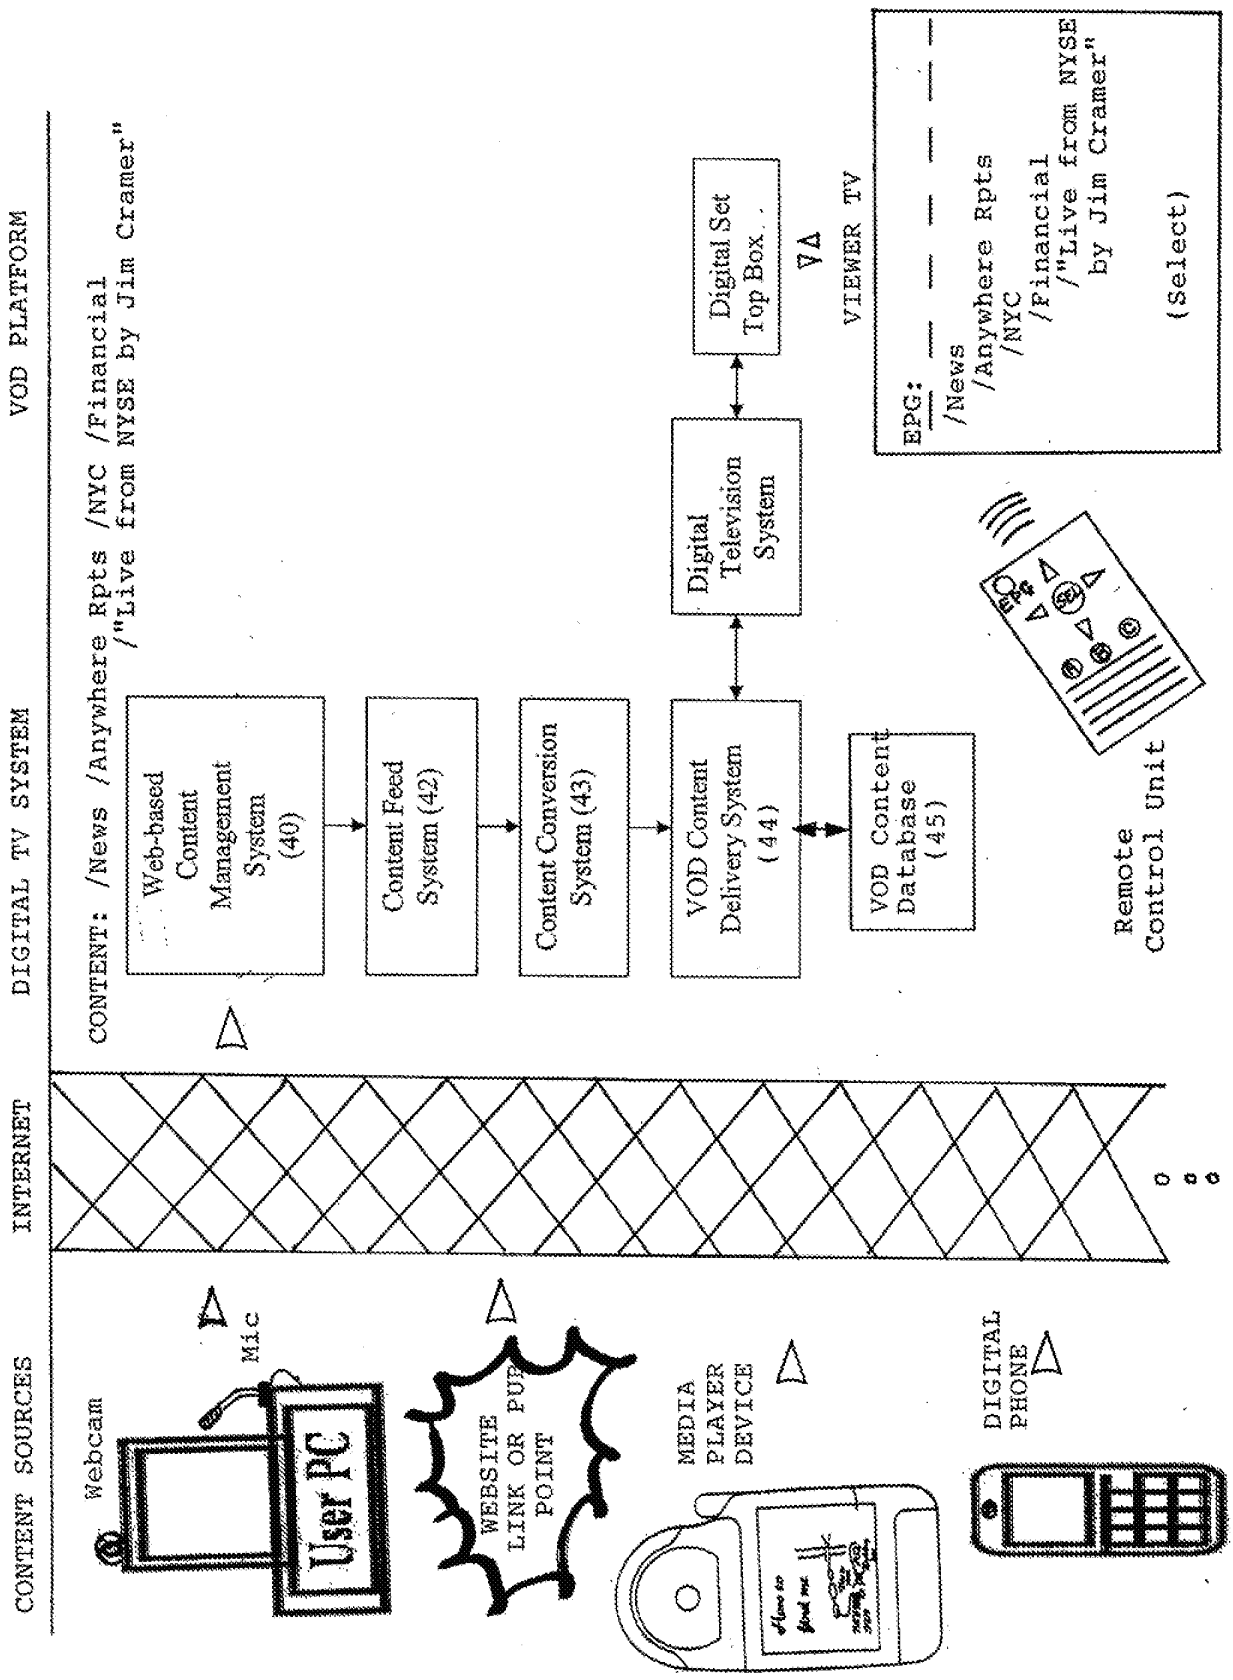 CONTENT SOURCES
INTERNET
DIGITAL TV SYSTEM
VOD PLATFORM
CONTENT: /News /Anywhere Rpts /NYC /Financial
/"Live from NYSE by Jim Cramer"
Webcam
Mic
User PC
WEBSITE
LINK OR PUB
POINT
MEDIA
PLAYER
DEVICE
How to
find me
DIGITAL
PHONE
Web-based
Content
Management
System
(40)
Content Feed
System (42)
Content Conversion
System (43)
VOD Content
Delivery System
(44)
VOD Content
Database
(45)
Digital
Television
System
Digital Set
Top Box
VIEWER TV
EPG:
/News
/Anywhere Rpts
/NYC
/Financial
/"Live from NYSE
by Jim Cramer"
(Select)
EPG
SEL
A
B
C
Remote
Control Unit